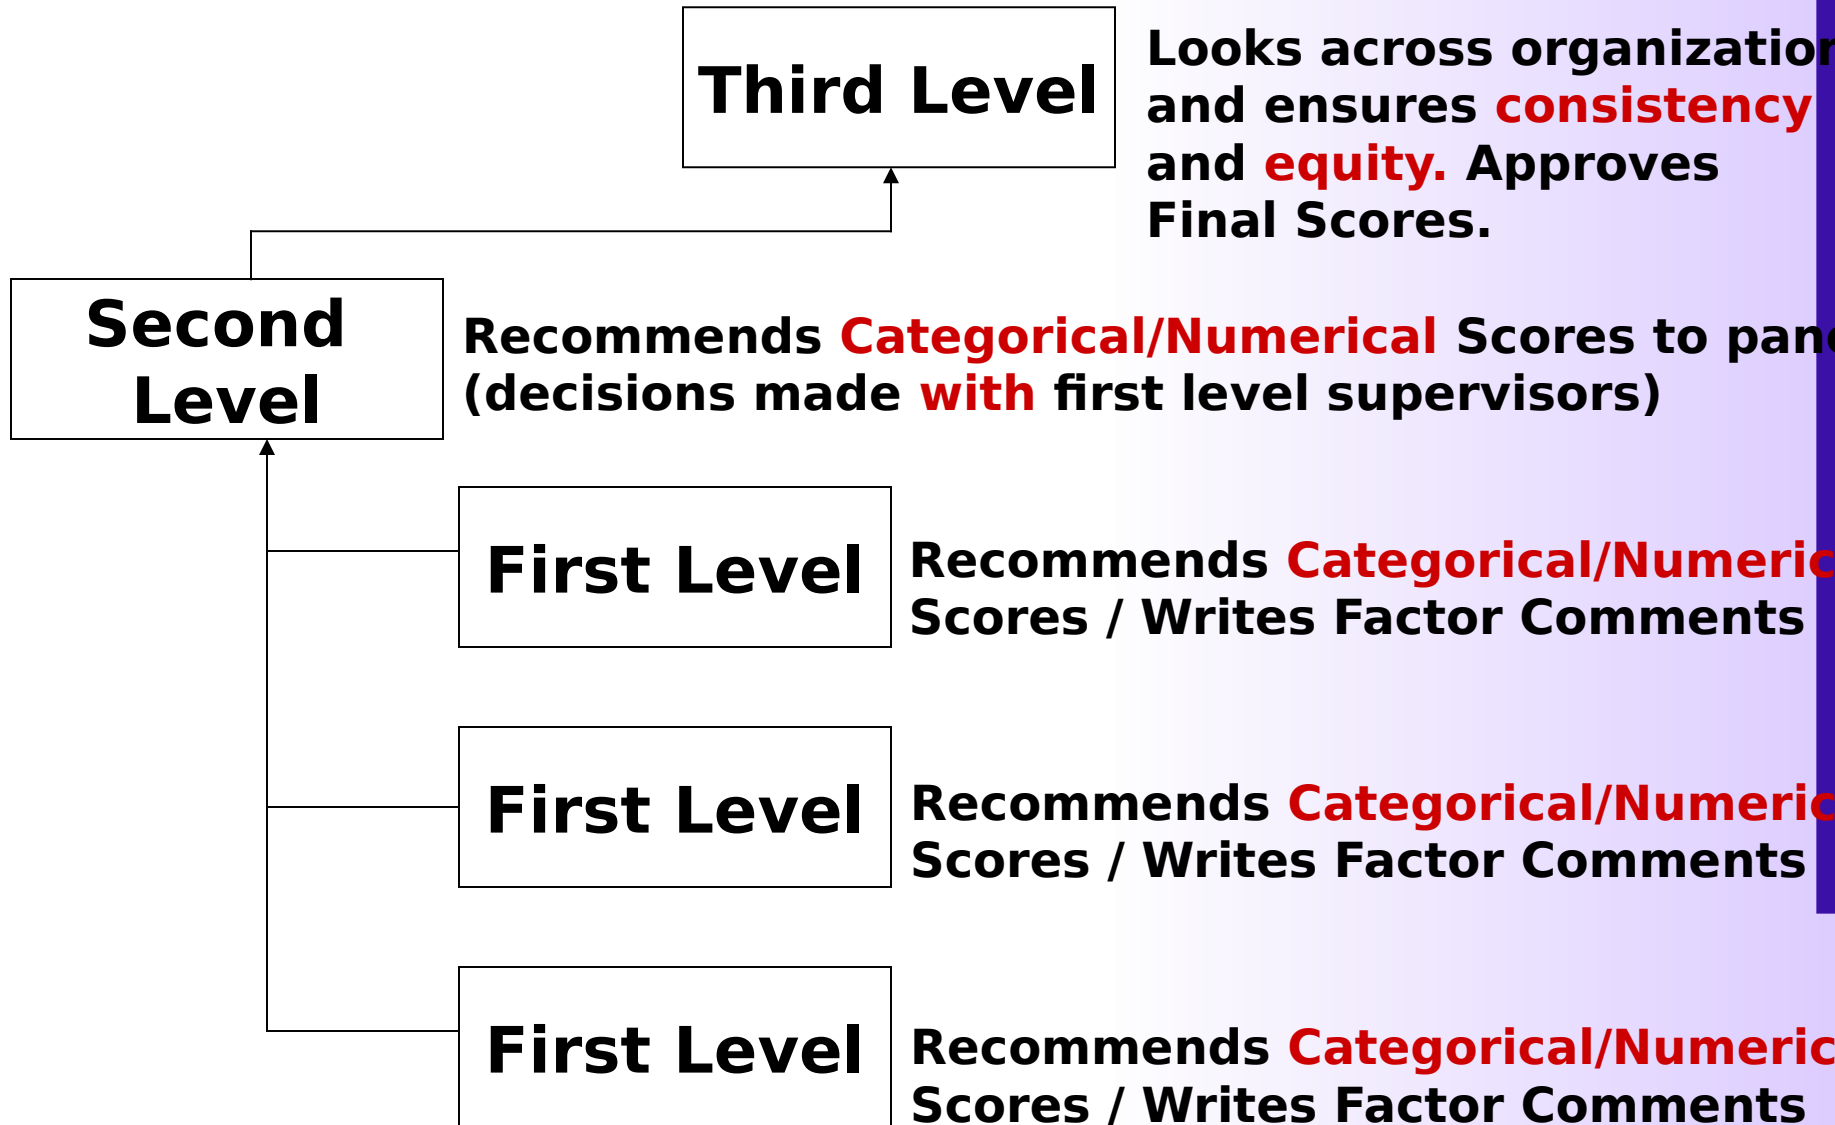 Third Level
Looks across organization
and ensures consistency
and equity. Approves
Final Scores.
Second
Level
Recommends Categorical/Numerical Scores to
(decisions made with first level supervisors)
First Level
Recommends Categorical/Numeric
Scores / Writes Factor Comments
First Level
Recommends Categorical/Numeric
Scores / Writes Factor Comments
First Level
Recommends Categorical/Numeric
Scores / Writes Factor Comments